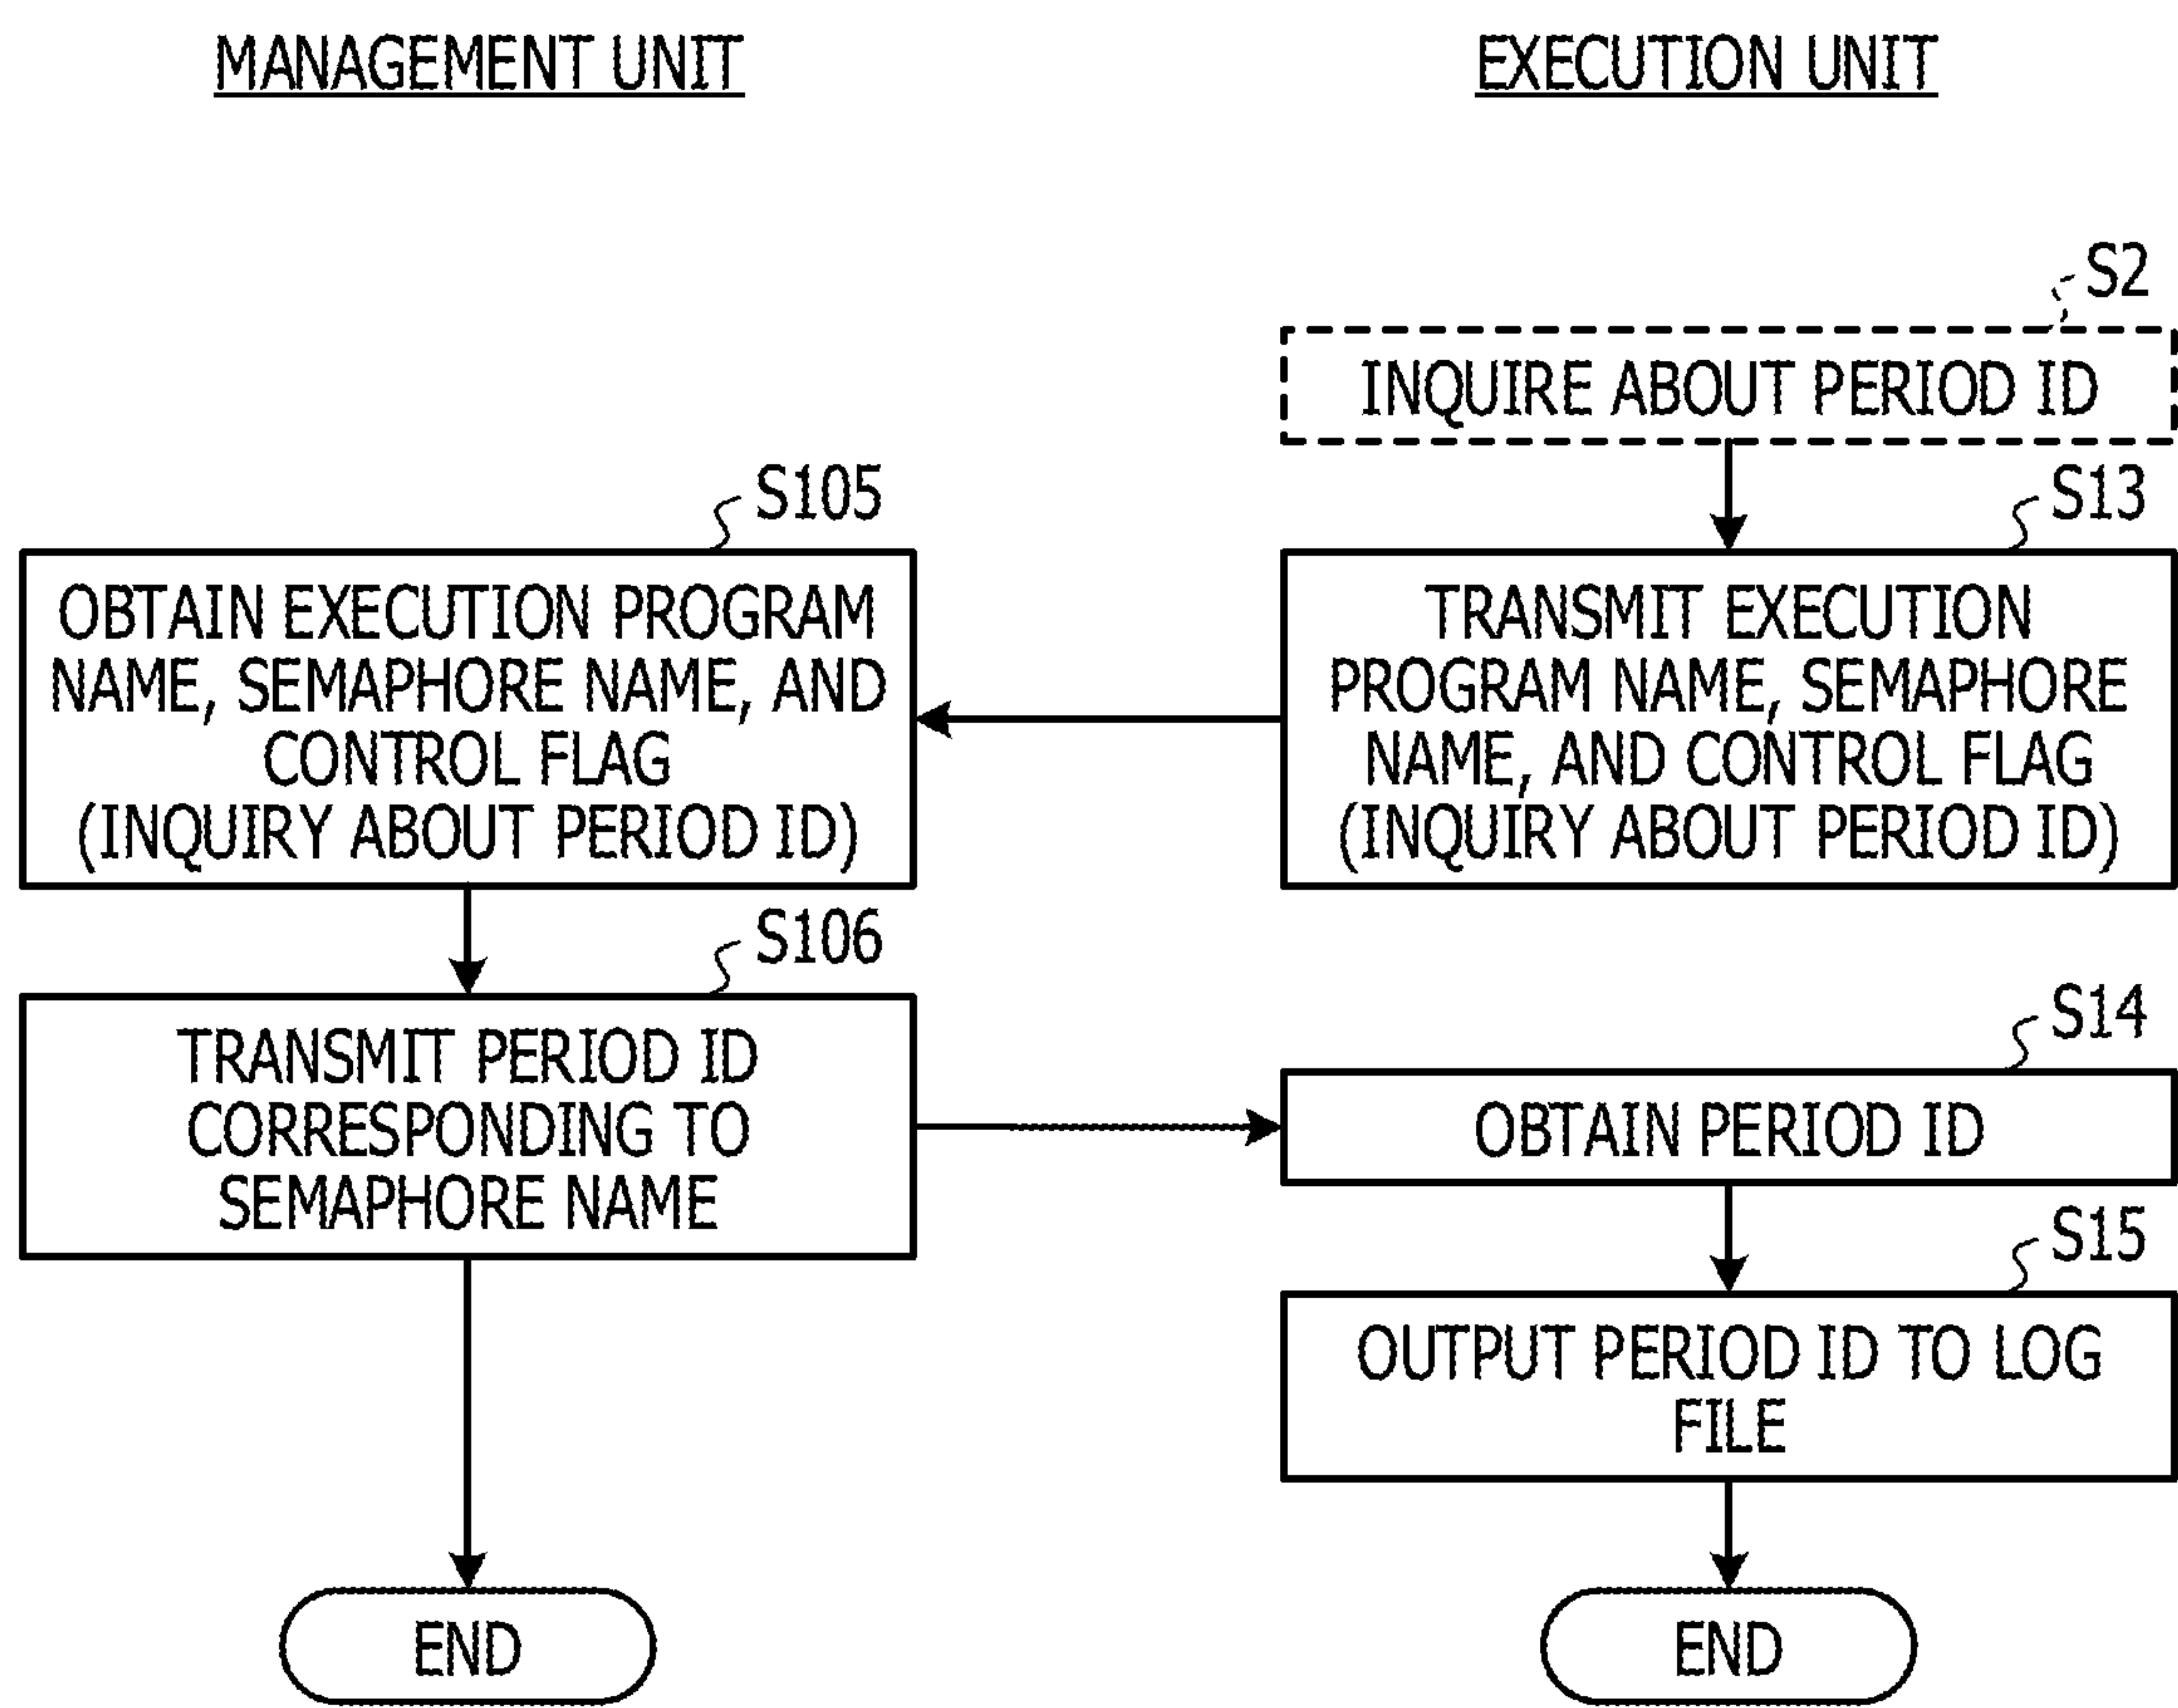 MANAGEMENT UNIT
EXECUTION UNIT
S2
INQUIRE ABOUT PERIOD ID
S105
OBTAIN EXECUTION PROGRAM
NAME, SEMAPHORE NAME, AND
CONTROL FLAG
(INQUIRY ABOUT PERIOD ID)
S13
TRANSMIT EXECUTION
PROGRAM NAME, SEMAPHORE
NAME, AND CONTROL FLAG
(INQUIRY ABOUT PERIOD ID)
S106
TRANSMIT PERIOD ID
CORRESPONDING TO
SEMAPHORE NAME
S14
OBTAIN PERIOD ID
S15
OUTPUT PERIOD ID TO LOG
FILE
END
END